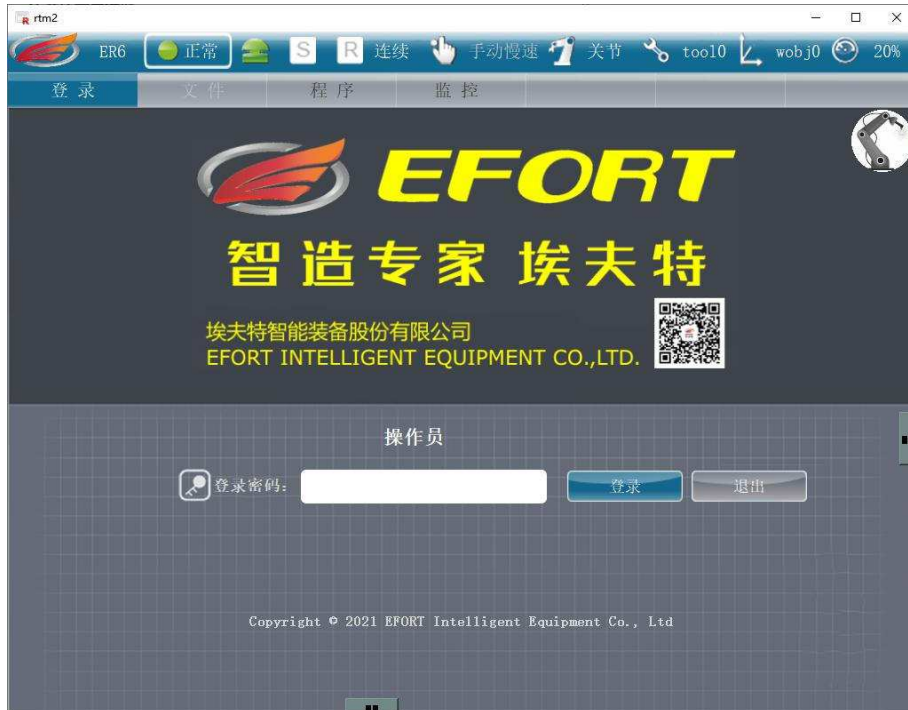 rtm2
ER6 正常 S R 连续 手动慢速 关节 tool0 wobj0 20%
登 录 文 件 程 序 监 控
EFORT
智造专家 埃夫特
埃夫特智能装备股份有限公司
EFORT INTELLIGENT EQUIPMENT CO.,LTD.
操作员
登录密码: 登录 退出
Copyright © 2021 EFORT Intelligent Equipment Co., Ltd